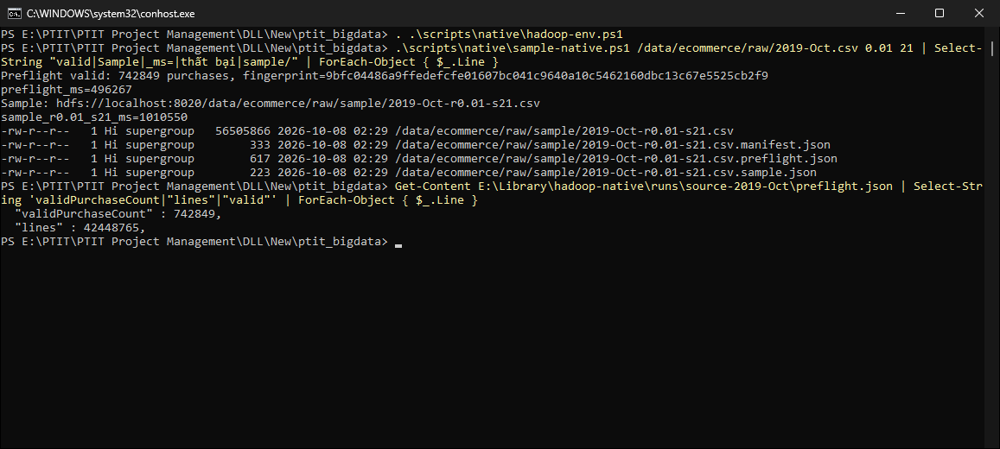 C:\WINDOWS\system32\conhost.exe
PS E:\PTIT\PTIT Project Management\DLL\New\ptit_bigdata> . .\scripts\native\hadoop-env.ps1
PS E:\PTIT\PTIT Project Management\DLL\New\ptit_bigdata> .\scripts\native\sample-native.ps1 /data/ecommerce/raw/2019-Oct.csv 0.01 21 | Select-
String "valid|Sample|_ms=|thất bại|sample/" | ForEach-Object { $_.Line }
Preflight valid: 742849 purchases, fingerprint=9bfc04486a9ffedefcfe01607bc041c9640a10c5462160dbc13c67e5525cb2f9
preflight_ms=496267
Sample: hdfs://localhost:8020/data/ecommerce/raw/sample/2019-Oct-r0.01-s21.csv
sample_r0.01_s21_ms=1010550
-rw-r--r--   1 Hi supergroup   56505866 2026-10-08 02:29 /data/ecommerce/raw/sample/2019-Oct-r0.01-s21.csv
-rw-r--r--   1 Hi supergroup        333 2026-10-08 02:29 /data/ecommerce/raw/sample/2019-Oct-r0.01-s21.csv.manifest.json
-rw-r--r--   1 Hi supergroup        617 2026-10-08 02:29 /data/ecommerce/raw/sample/2019-Oct-r0.01-s21.csv.preflight.json
-rw-r--r--   1 Hi supergroup        223 2026-10-08 02:29 /data/ecommerce/raw/sample/2019-Oct-r0.01-s21.csv.sample.json
PS E:\PTIT\PTIT Project Management\DLL\New\ptit_bigdata> Get-Content E:\Library\hadoop-native\runs\source-2019-Oct\preflight.json | Select-Str
ing 'validPurchaseCount|"lines"|"valid"' | ForEach-Object { $_.Line }
  "validPurchaseCount" : 742849,
  "lines" : 42448765,
PS E:\PTIT\PTIT Project Management\DLL\New\ptit_bigdata>